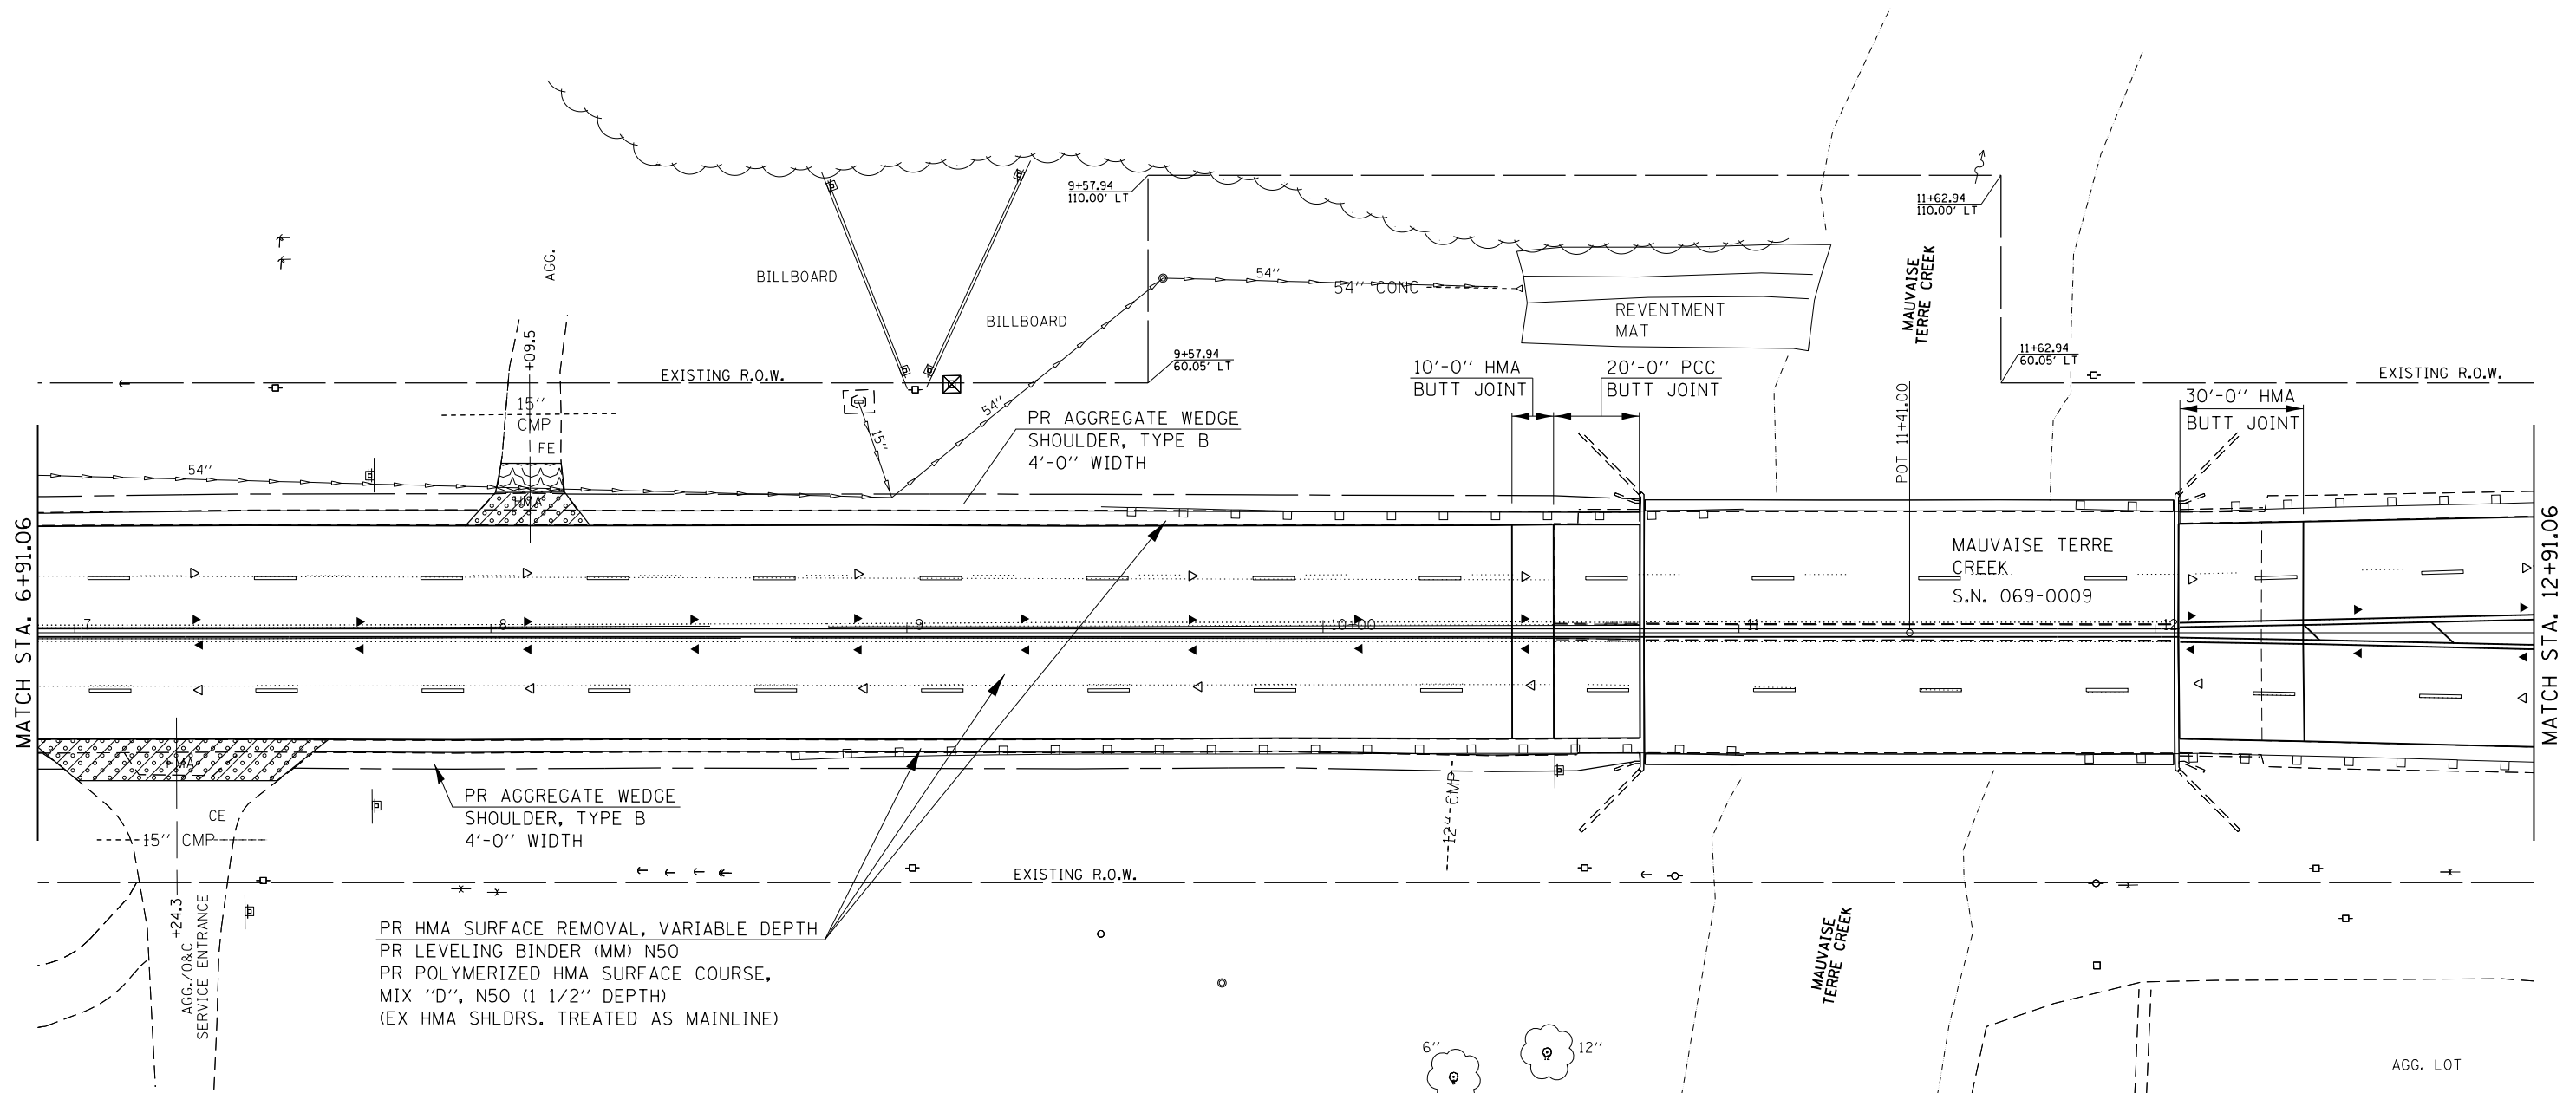 9+57.94
110.00' LT
11+62.94
110.00' LT
AGG.
BILLBOARD
BILLBOARD
54"
54" CONC
REVENTMENT
MAT
MAUVAISE
TERRE CREEK
+09.5
9+57.94
60.05' LT
11+62.94
60.05' LT
EXISTING R.O.W.
EXISTING R.O.W.
10'-0" HMA
BUTT JOINT
20'-0" PCC
BUTT JOINT
30'-0" HMA
BUTT JOINT
15"
CMP
FE
54"
15"
PR AGGREGATE WEDGE
SHOULDER, TYPE B
4'-0" WIDTH
POT 11+41.00
54"
HMA
MATCH STA. 6+91.06
MATCH STA. 12+91.06
MAUVAISE TERRE
CREEK
S.N. 069-0009
7
8
9
10+00
11
12
HMA
PR AGGREGATE WEDGE
SHOULDER, TYPE B
4'-0" WIDTH
12" CMP
CE
15" CMP
EXISTING R.O.W.
+24.3
AGG./O&C
SERVICE ENTRANCE
PR HMA SURFACE REMOVAL, VARIABLE DEPTH
PR LEVELING BINDER (MM) N50
PR POLYMERIZED HMA SURFACE COURSE,
MIX "D", N50 (1 1/2" DEPTH)
(EX HMA SHLDRS. TREATED AS MAINLINE)
MAUVAISE
TERRE CREEK
6"
12"
AGG. LOT